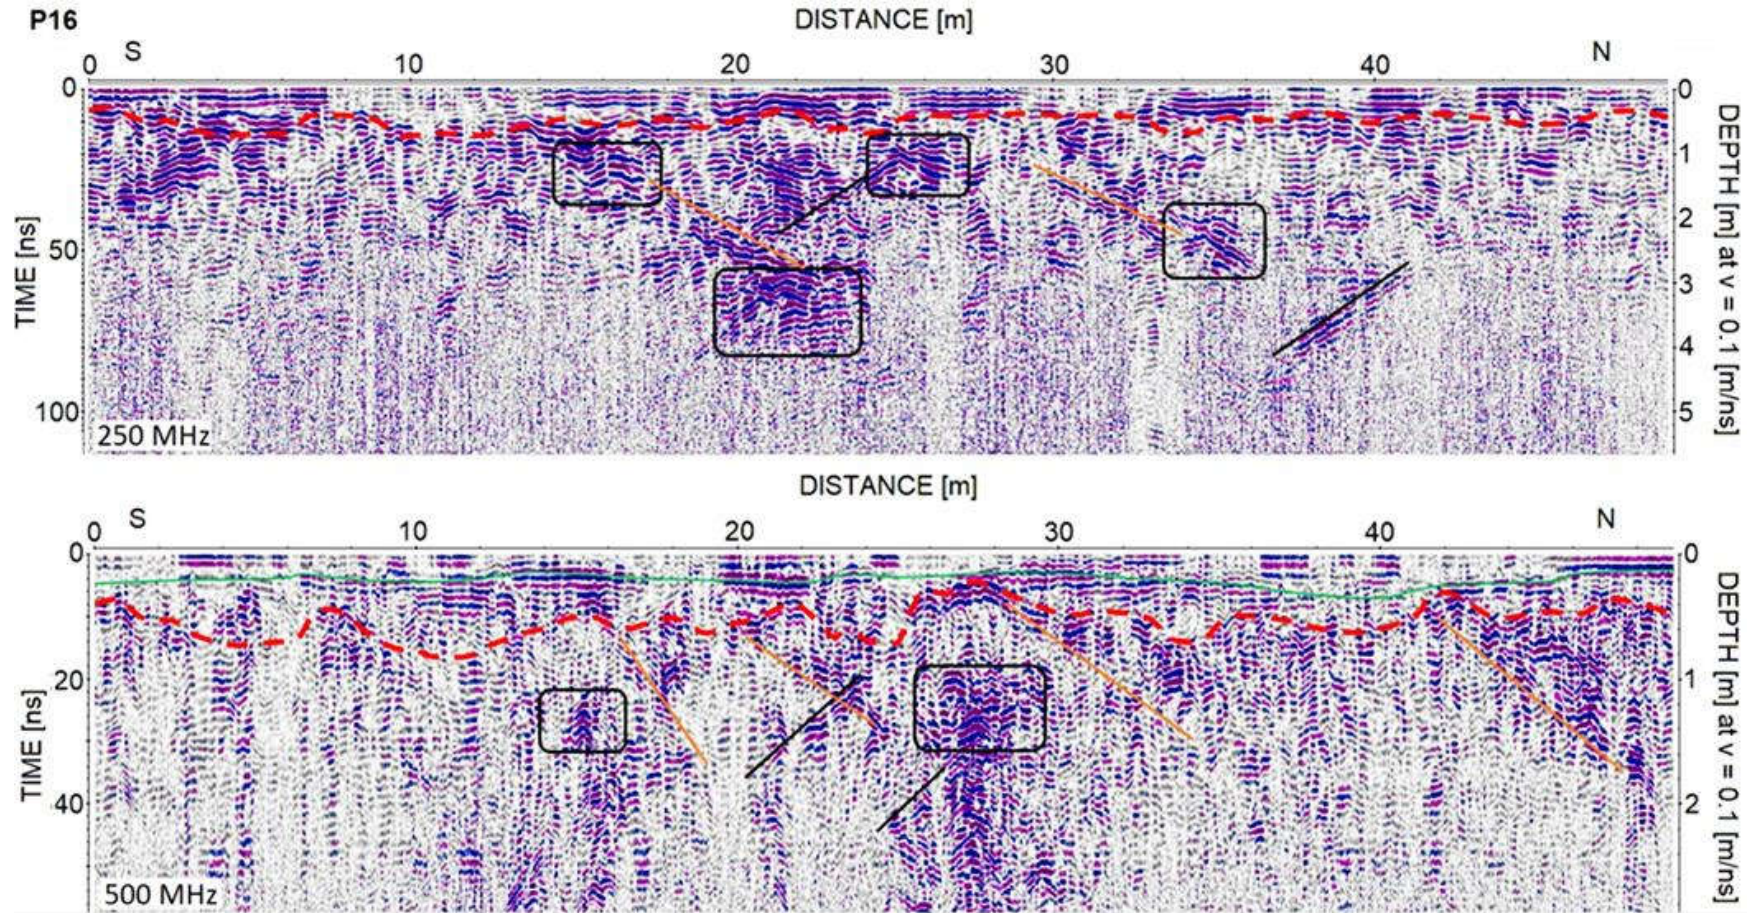 P16
DISTANCE [m]
S N
0 10 20 30 40
0
50
100
TIME [ns]
0
1
2
3
4
5
DEPTH [m] at v = 0.1 [m/ns]
250 MHz
DISTANCE [m]
S N
0 10 20 30 40
0
20
40
TIME [ns]
0
1
2
DEPTH [m] at v = 0.1 [m/ns]
500 MHz